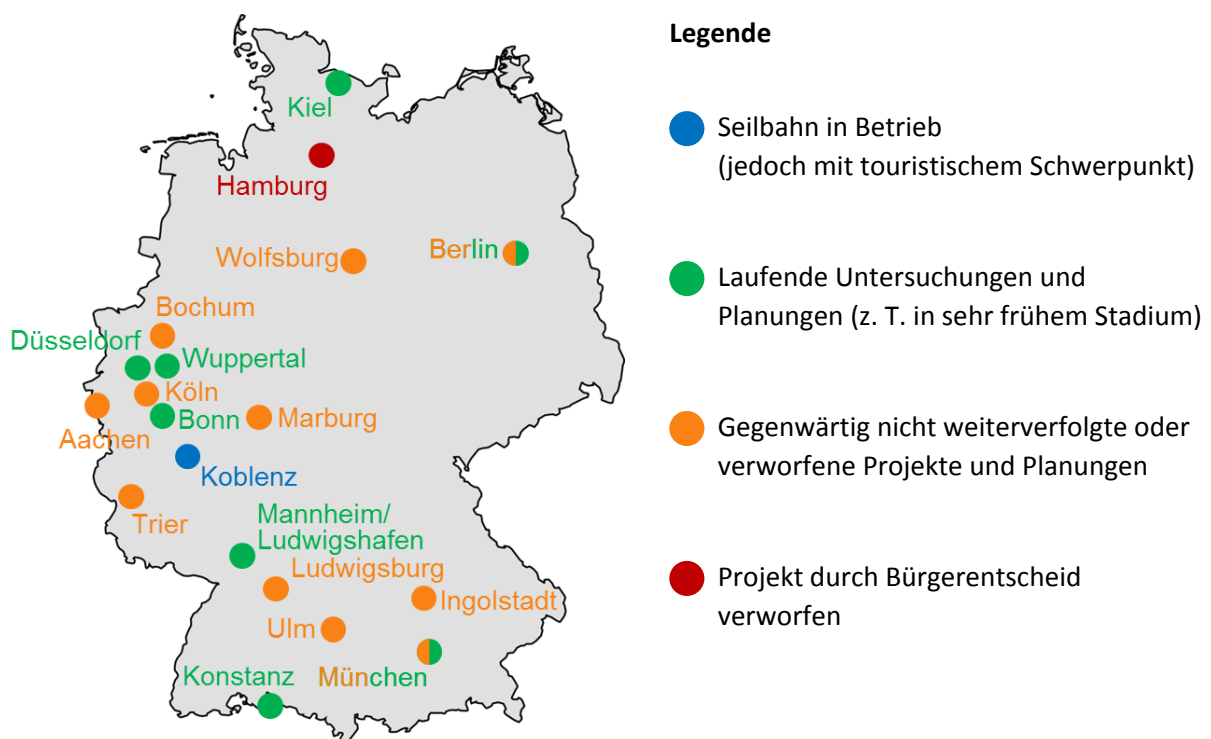 Kiel
Hamburg
Wolfsburg
Berlin
Bochum
Düsseldorf
Wuppertal
Köln
Bonn
Marburg
Aachen
Koblenz
Trier
Mannheim/
Ludwigshafen
Ludwigsburg
Ingolstadt
Ulm
Konstanz
München
Legende
Seilbahn in Betrieb
(jedoch mit touristischem Schwerpunkt)
Laufende Untersuchungen und
Planungen (z. T. in sehr frühem Stadium)
Gegenwärtig nicht weiterverfolgte oder
verworfene Projekte und Planungen
Projekt durch Bürgerentscheid
verworfen